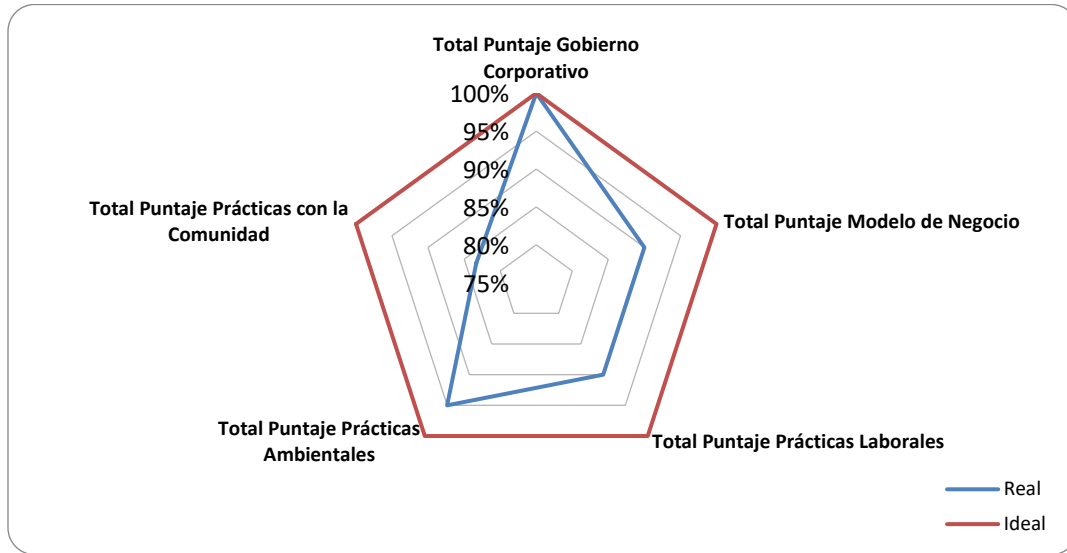 Total Puntaje Gobierno
Corporativo
100%
95%
90%
85%
80%
75%
Total Puntaje Prácticas con la
Comunidad
Total Puntaje Modelo de Negocio
Total Puntaje Prácticas
Ambientales
Total Puntaje Prácticas Laborales
Real
Ideal